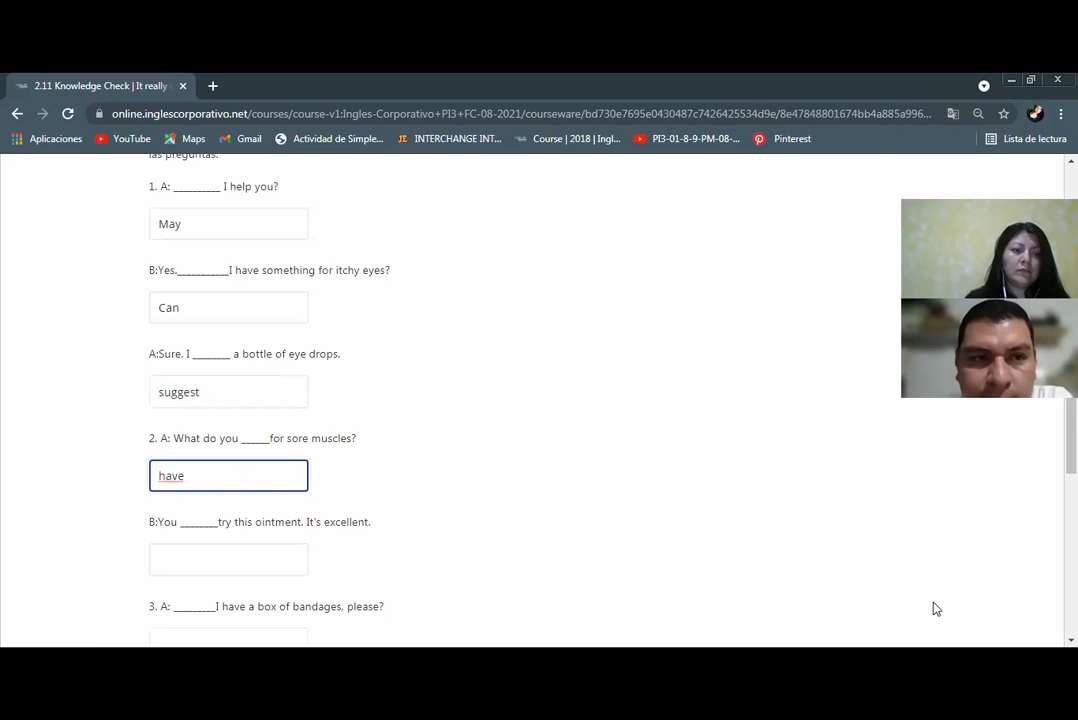 2.11 Knowledge Check | It really
online.inglescorporativo.net/courses/course-v1:Ingles-Corporativo+PI3+FC-08-2021/courseware/bd730e7695e0430487c7426425534d9e/8e47848801674bb4a885a996...
Aplicaciones YouTube Maps Gmail Actividad de Simple... INTERCHANGE INT... Course | 2018 | Ingl... PI3-01-8-9-PM-08-... Pinterest Lista de lectura
las preguntas.
1. A: __________ I help you?
May
B:Yes.___________I have something for itchy eyes?
Can
A:Sure. I ________ a bottle of eye drops.
suggest
2. A: What do you ______for sore muscles?
have
B:You ________try this ointment. It's excellent.
3. A: _________I have a box of bandages, please?